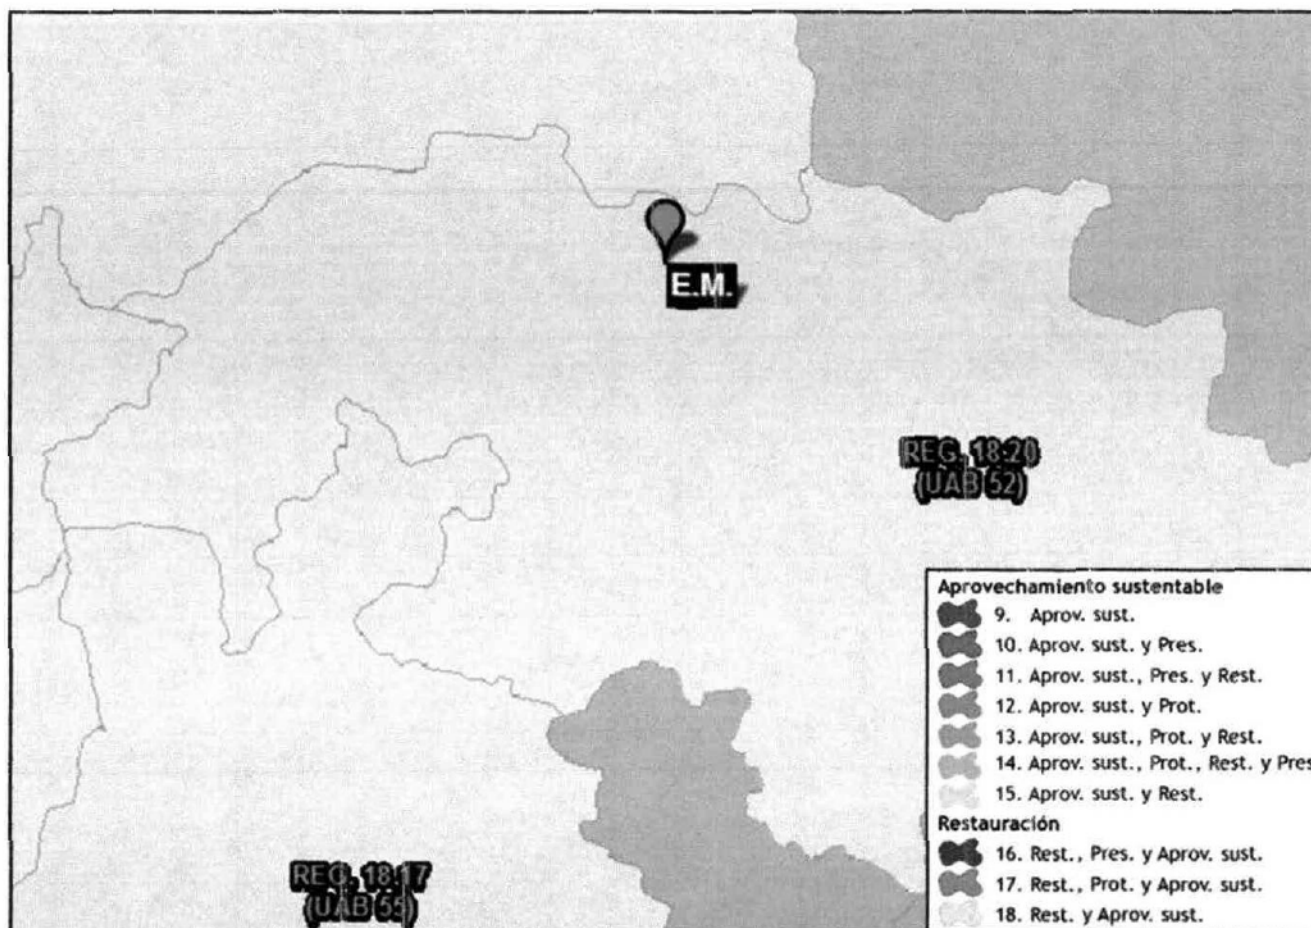 E.M.
REG. 18:20
(UAB 52)
REG. 18:17
(UAB 55)
Aprovechamiento sustentable
9. Aprov. sust.
10. Aprov. sust. y Pres.
11. Aprov. sust., Pres. y Rest.
12. Aprov. sust. y Prot.
13. Aprov. sust., Prot. y Rest.
14. Aprov. sust., Prot., Rest. y Pres
15. Aprov. sust. y Rest.
Restauración
16. Rest., Pres. y Aprov. sust.
17. Rest., Prot. y Aprov. sust.
18. Rest. y Aprov. sust.